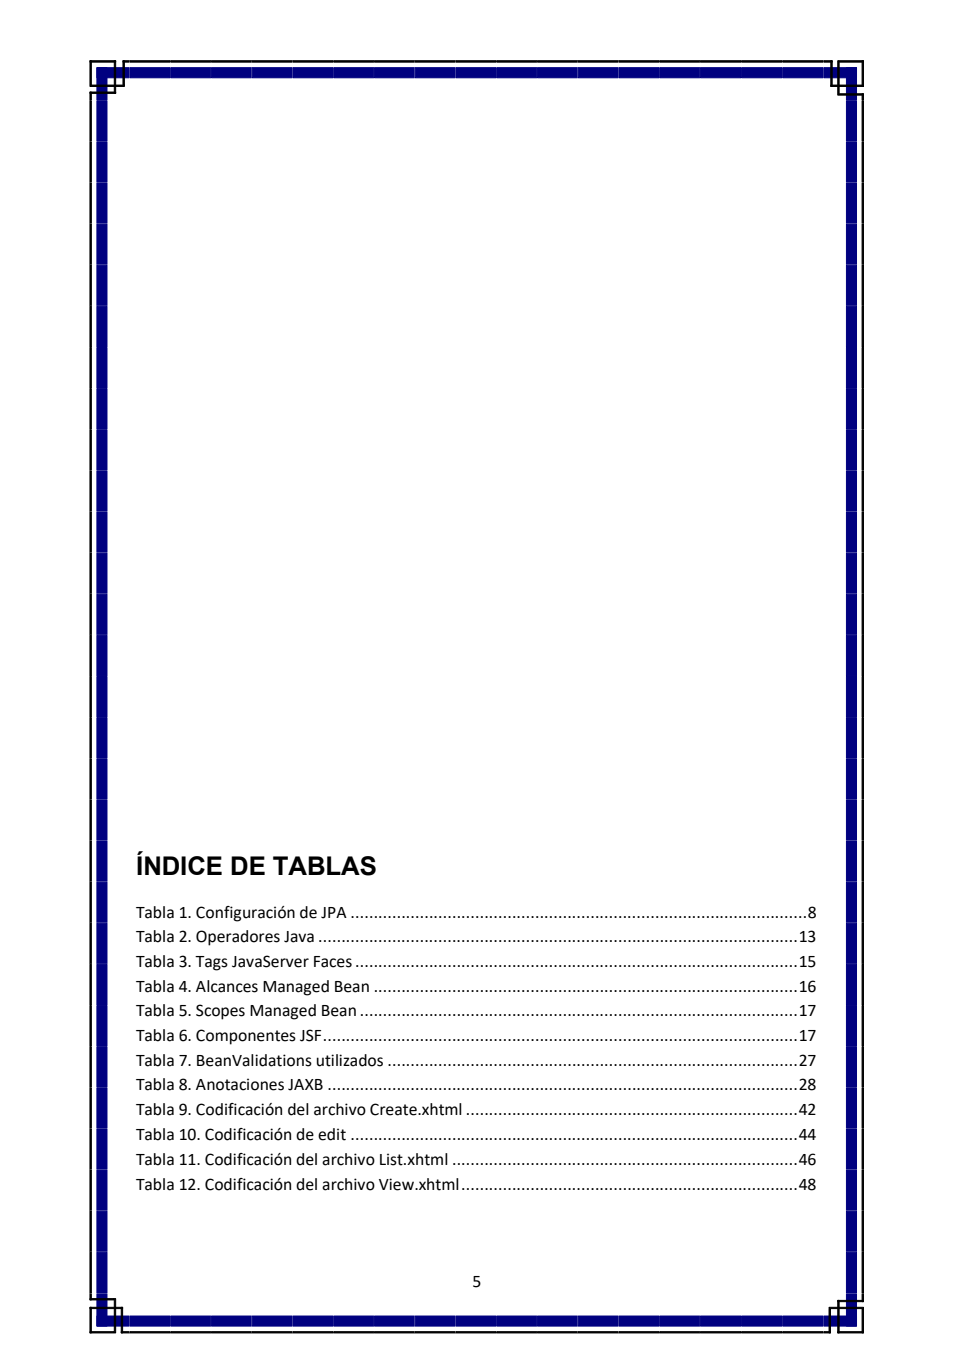 ÍNDICE DE TABLAS
Tabla 1. Configuración de JPA ........................................................................................................8
Tabla 2. Operadores Java ..............................................................................................................13
Tabla 3. Tags JavaServer Faces .....................................................................................................15
Tabla 4. Alcances Managed Bean .................................................................................................16
Tabla 5. Scopes Managed Bean ....................................................................................................17
Tabla 6. Componentes JSF.............................................................................................................17
Tabla 7. BeanValidations utilizados ..............................................................................................27
Tabla 8. Anotaciones JAXB ............................................................................................................28
Tabla 9. Codificación del archivo Create.xhtml ............................................................................42
Tabla 10. Codificación de edit .......................................................................................................44
Tabla 11. Codificación del archivo List.xhtml ...............................................................................46
Tabla 12. Codificación del archivo View.xhtml.............................................................................48
5